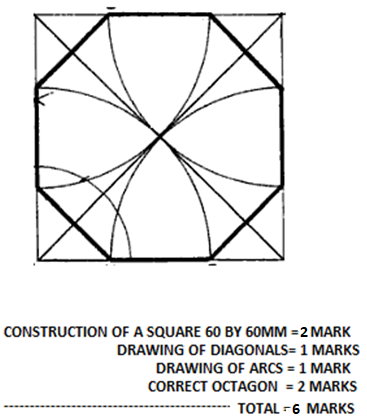 CONSTRUCTION OF A SQUARE 60 BY 60MM =2 MARK
DRAWING OF DIAGONALS= 1 MARKS
DRAWING OF ARCS = 1 MARK
CORRECT OCTAGON = 2 MARKS
------------------------------------------ TOTAL -6 MARKS